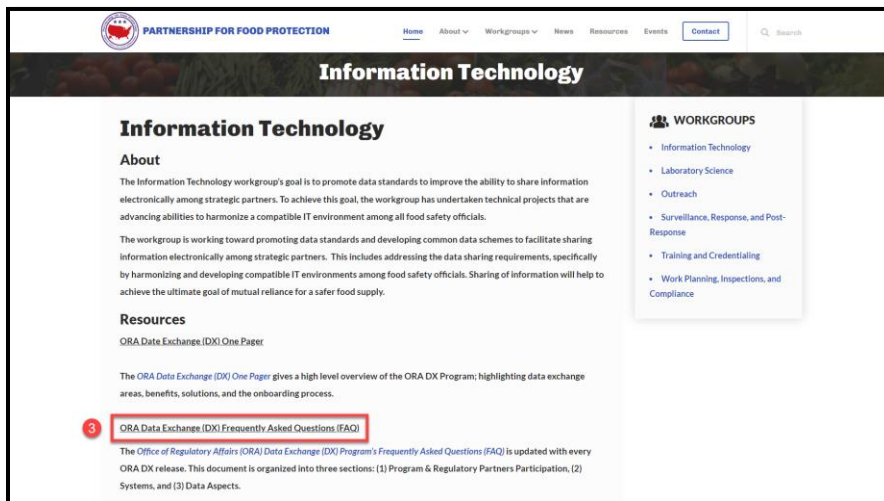 PARTNERSHIP FOR FOOD PROTECTION
Home About Workgroups News Resources Events Contact Search
Information Technology
Information Technology
About
The Information Technology workgroup's goal is to promote data standards to improve the ability to share information
electronically among strategic partners. To achieve this goal, the workgroup has undertaken technical projects that are
advancing abilities to harmonize a compatible IT environment among all food safety officials.
The workgroup is working toward promoting data standards and developing common data schemes to facilitate sharing
information electronically among strategic partners. This includes addressing the data sharing requirements, specifically
by harmonizing and developing compatible IT environments among food safety officials. Sharing of information will help to
achieve the ultimate goal of mutual reliance for a safer food supply.
Resources
ORA Date Exchange (DX) One Pager
The ORA Data Exchange (DX) One Pager gives a high level overview of the ORA DX Program; highlighting data exchange
areas, benefits, solutions, and the onboarding process.
3 ORA Data Exchange (DX) Frequently Asked Questions (FAQ)
The Office of Regulatory Affairs (ORA) Data Exchange (DX) Program's Frequently Asked Questions (FAQ) is updated with every
ORA DX release. This document is organized into three sections: (1) Program & Regulatory Partners Participation, (2)
Systems, and (3) Data Aspects.
WORKGROUPS
• Information Technology
• Laboratory Science
• Outreach
• Surveillance, Response, and Post-
Response
• Training and Credentialing
• Work Planning, Inspections, and
Compliance